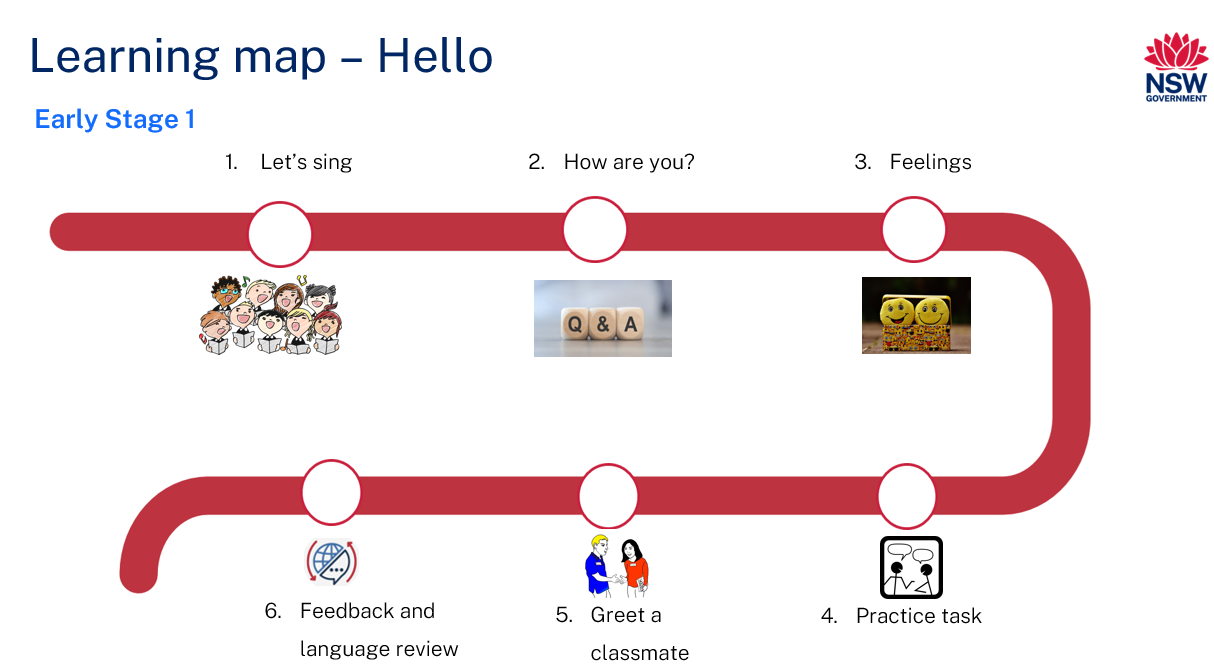 Learning map – Hello
NSW
GOVERNMENT
Early Stage 1
1. Let’s sing
2. How are you?
3. Feelings
Q & A
6. Feedback and
language review
5. Greet a
classmate
4. Practice task